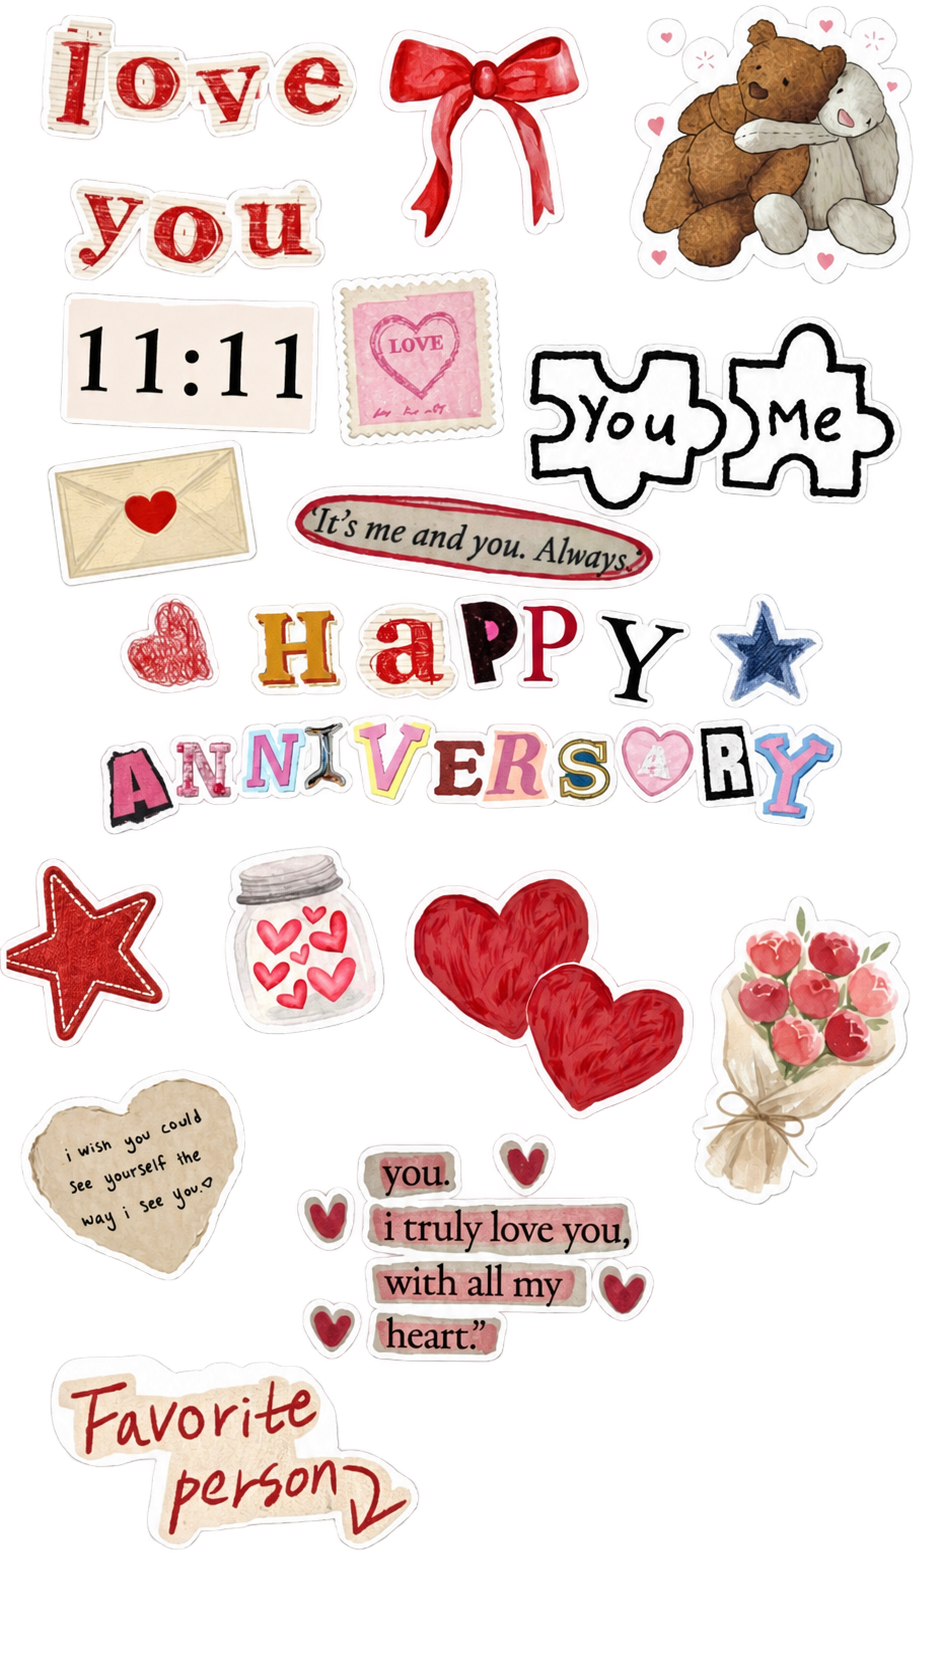 love
you
11:11
LOVE
You Me
‘It’s me and you. Always.’
HaPPY
ANNIVERSARY
i wish you could
see yourself the
way i see you.♡
you.
i truly love you,
with all my
heart.”
Favorite
person